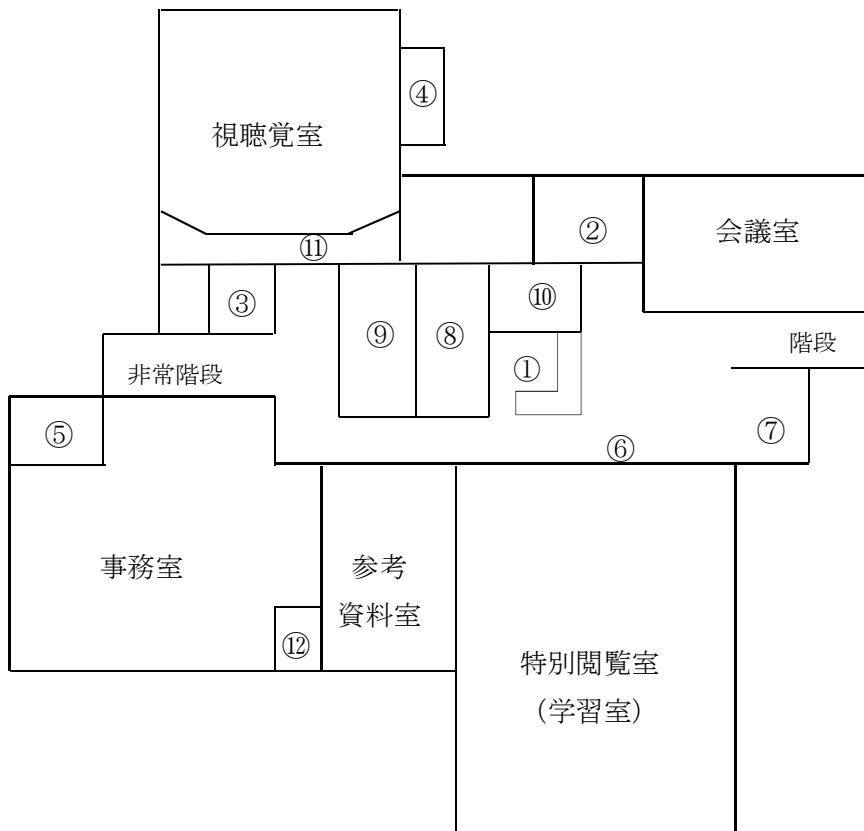 ④
視聴覚室
②
会議室
⑪
③
⑩
⑨
⑧
階段
①
非常階段
⑤
⑦
⑥
事務室
参考
資料室
⑫
特別閲覧室
（学習室）